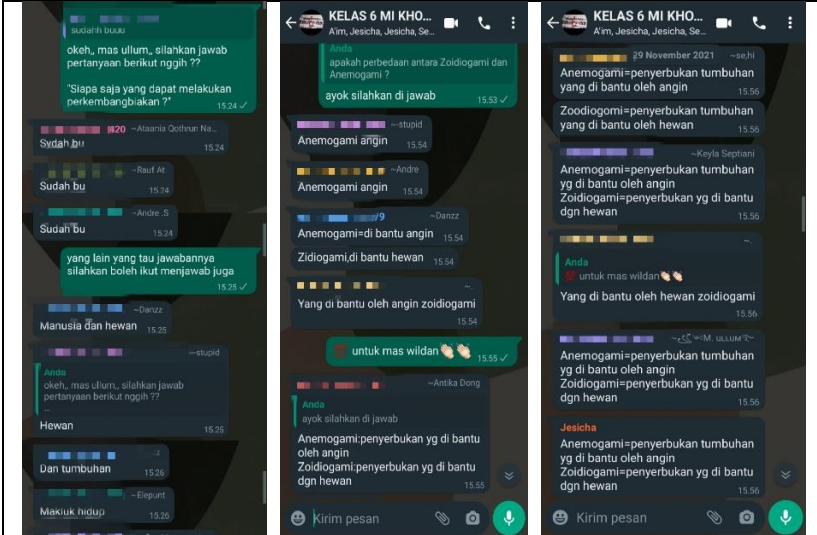 sudahh buuu
okeh,, mas ullum,, silahkan jawab
pertanyaan berikut nggih ??
"Siapa saja yang dapat melakukan
perkembangbiakan ?"
15.24
420 ~Ataania Qothrun Na...
Sydah bu
15.24
~Rauf At
Sudah bu
15.24
~Andre .S
Sudah bu
15.24
yang lain yang tau jawabannya
silahkan boleh ikut menjawab juga
15.25
~Danzz
Manusia dan hewan 15.25
~stupid
Anda
okeh,, mas ullum,, silahkan jawab
pertanyaan berikut nggih ??
...
Hewan
15.25
Dan tumbuhan
15.26
~Elepunt
Makluk hidup
15.26
KELAS 6 MI KHO...
A'im, Jesicha, Jesicha, Se...
Anda
apakah perbedaan antara Zoidiogami dan
Anemogami ?
ayok silahkan di jawab
15.53
~stupid
Anemogami angin 15.54
~Andre
Anemogami angin 15.54
/9 ~Danzz
Anemogami=di bantu angin 15.54
Zidiogami,di bantu hewan 15.54
~.
Yang di bantu oleh angin zoidiogami
15.54
💯 untuk mas wildan👏🏻👏🏻 15.55
~Antika Dong
Anda
ayok silahkan di jawab
Anemogami:penyerbukan yg di bantu
oleh angin
Zoidiogami:penyerbukan yg di bantu
dgn hewan
15.55
Kirim pesan
KELAS 6 MI KHO...
A'im, Jesicha, Jesicha, Se...
29 November 2021 ~se,hi
Anemogami=penyerbukan tumbuhan
yang di bantu oleh angin
15.56
Zoodiogomi=penyerbukan tumbuhan
yang di bantu oleh hewan
15.56
~Keyla Septiani
Anemogami=penyerbukan tumbuhan
yg di bantu oleh angin
Zoidiogami=penyerbukan yg di bantu
dgn hewan
15.56
~.
Anda
💯 untuk mas wildan👏🏻👏🏻
Yang di bantu oleh hewan zoidiogami
15.56
M. ULLUM
Anemogami=penyerbukan tumbuhan
yg di bantu oleh angin
Zoidiogami=penyerbukan yg di bantu
dgn hewan
15.56
Jesicha
Anemogami=penyerbukan tumbuhan
yg di bantu oleh angin
Zoidiogami=penyerbukan yg di bantu
dgn hewan
15.56
Kirim pesan